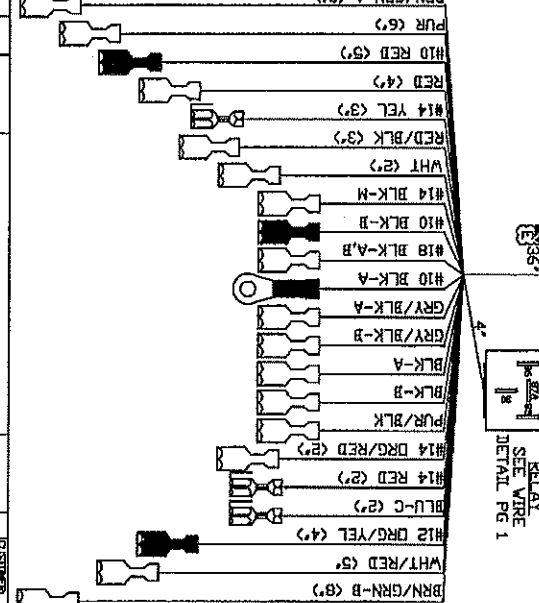 PUR (6")
#10 RED (5")
RED (4")
#14 YEL (3")
RED/BLK (3")
WHT (2")
#14 BLK-M
#10 BLK-B
#18 BLK-A,B
#10 BLK-A
GRY/BLK-A
GRY/BLK-B
BLK-A
BLK-B
PUR/BLK
#14 ORG/RED (2")
#14 RED (2")
BLU-C (2")
#12 ORG/YEL (4")
WHT/RED (5")
BRN/GRN-B (8")
36"
E
4"
86
87A
RELAY
SEE WIRE
DETAIL PG 1
CUSTOMER